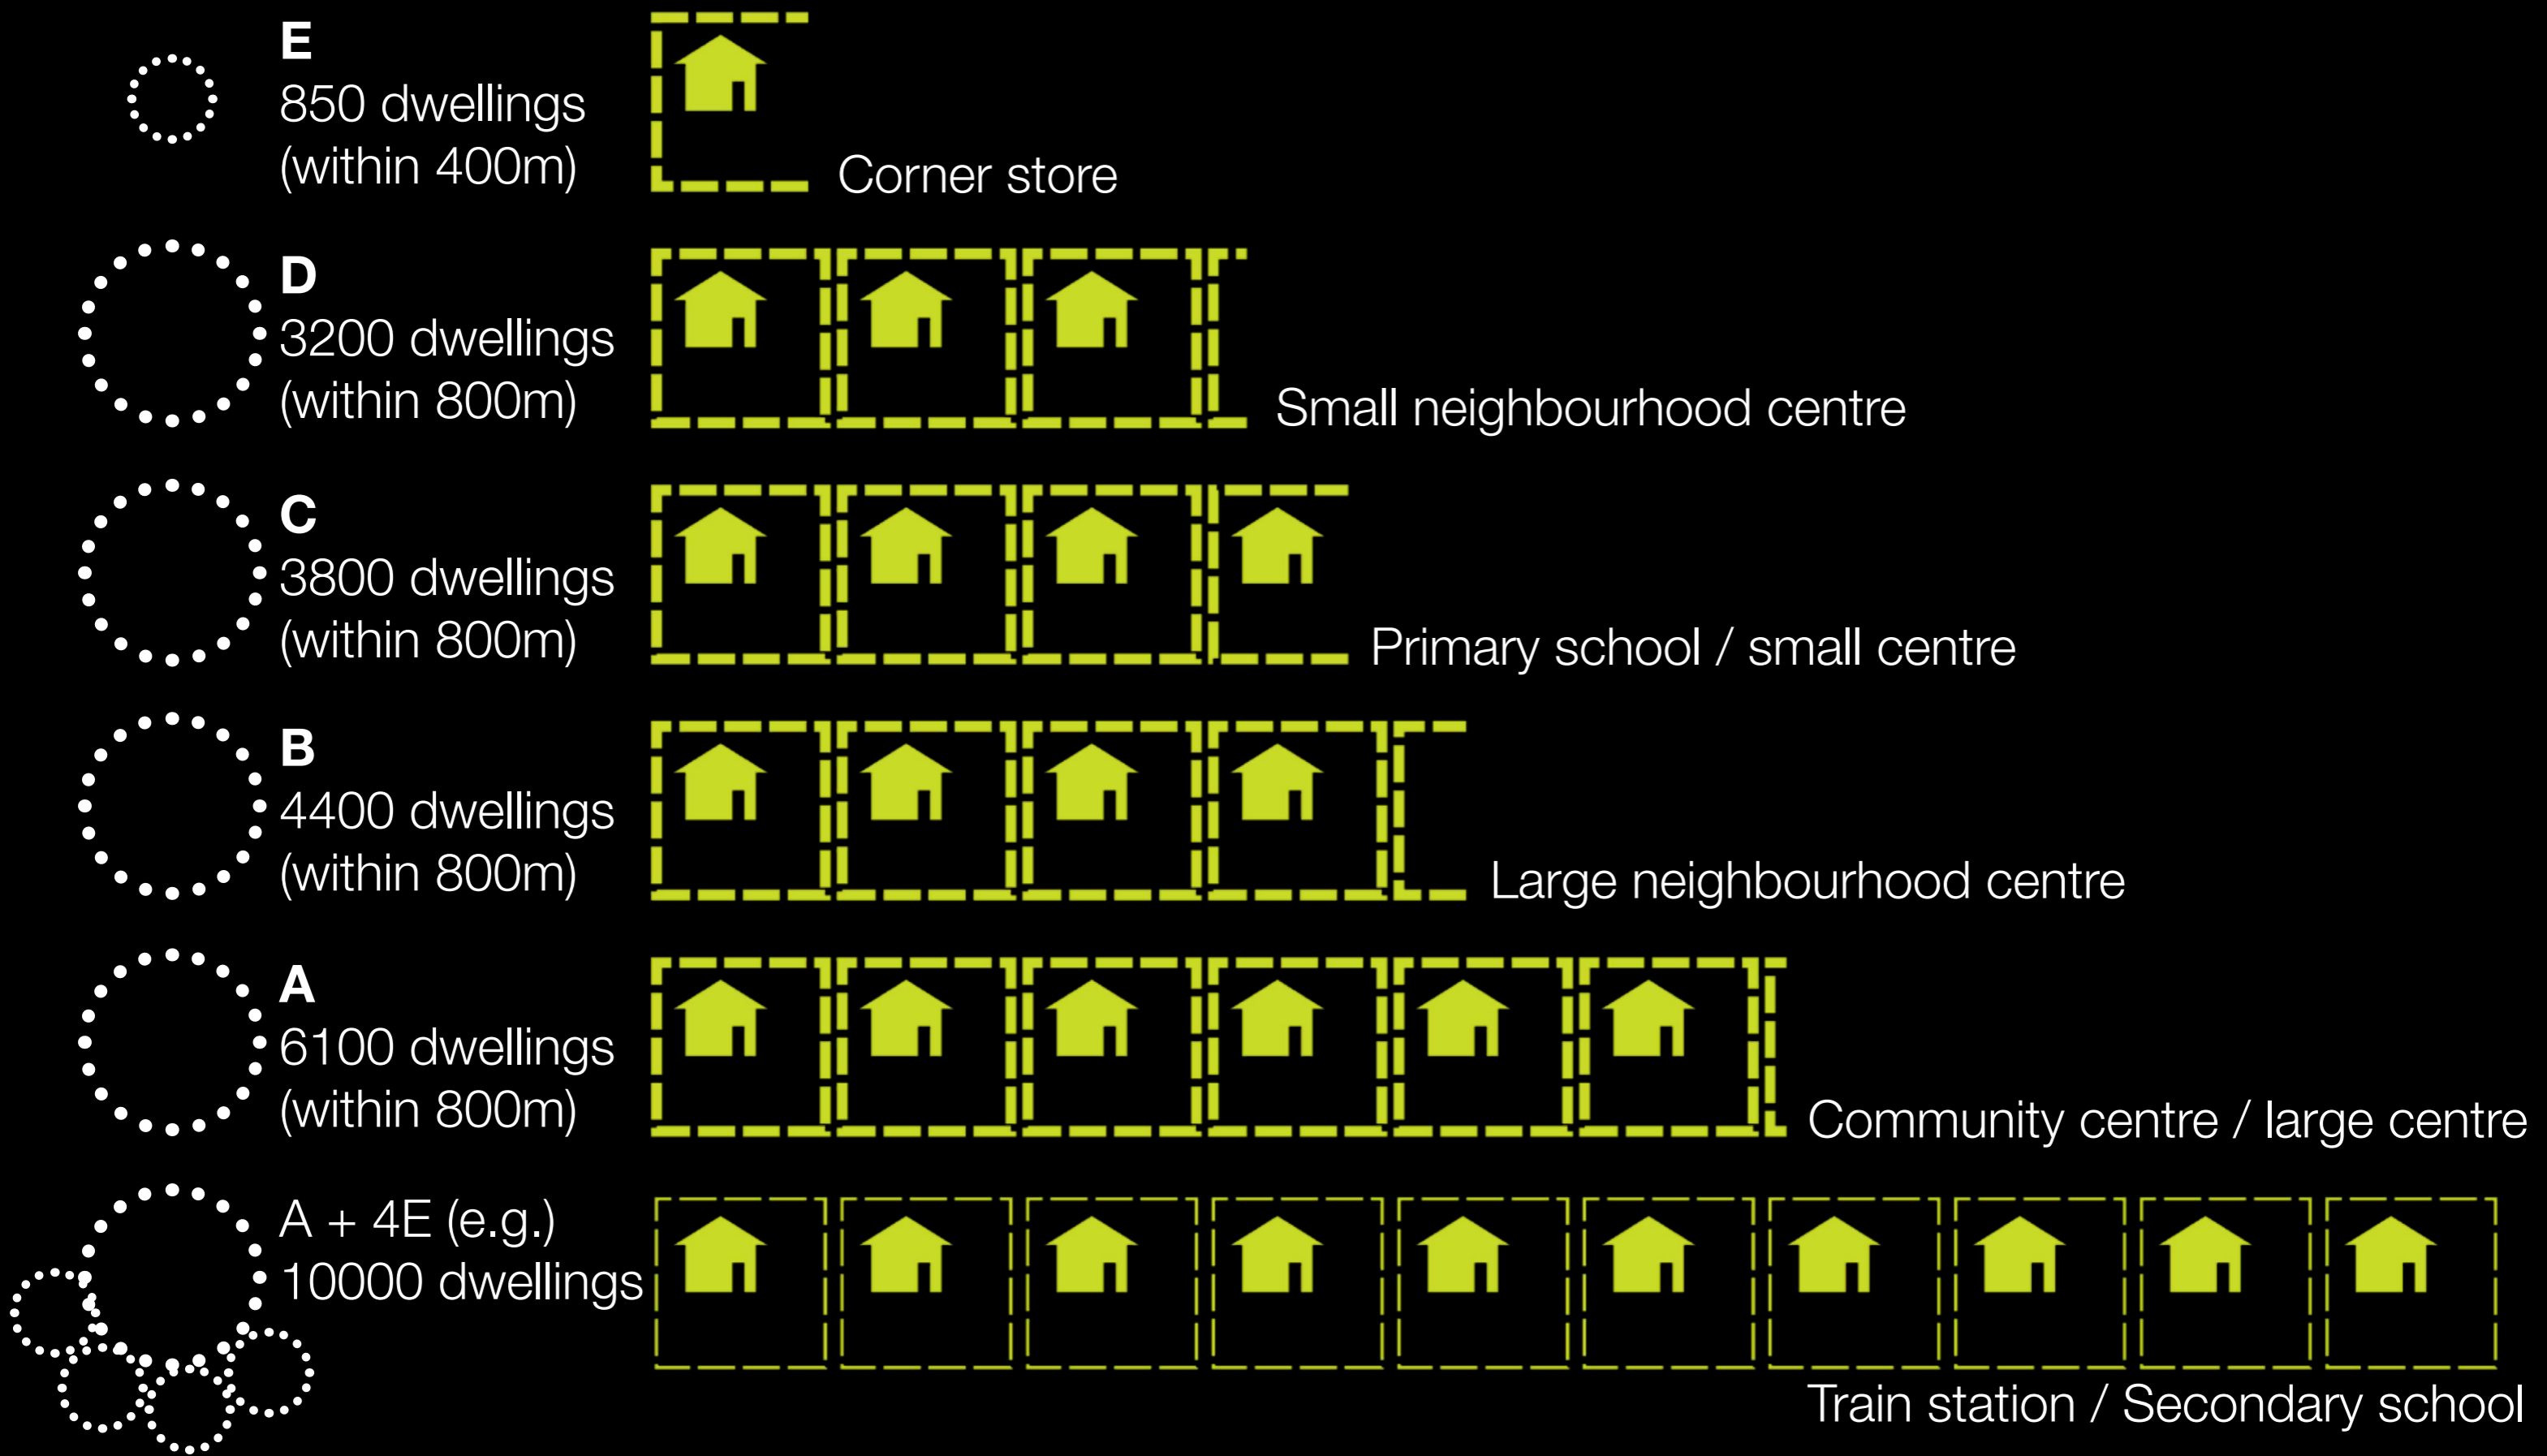 E
850 dwellings
(within 400m)
Corner store
D
3200 dwellings
(within 800m)
Small neighbourhood centre
C
3800 dwellings
(within 800m)
Primary school / small centre
B
4400 dwellings
(within 800m)
Large neighbourhood centre
A
6100 dwellings
(within 800m)
Community centre / large centre
A + 4E (e.g.)
10000 dwellings
Train station / Secondary school